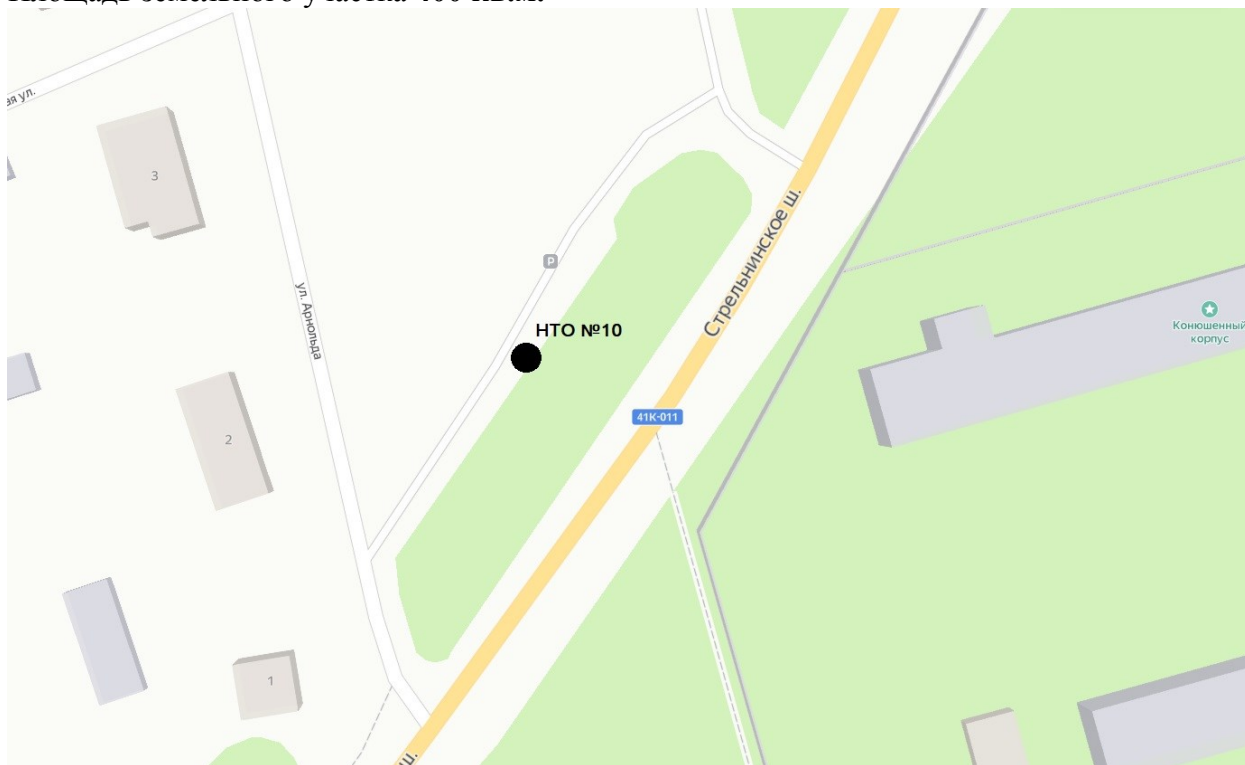 ая ул.
3
P
Стрельнинское ш.
ул. Арнольда
НТО №10
Конюшенный
корпус
41К-011
2
1
ш.